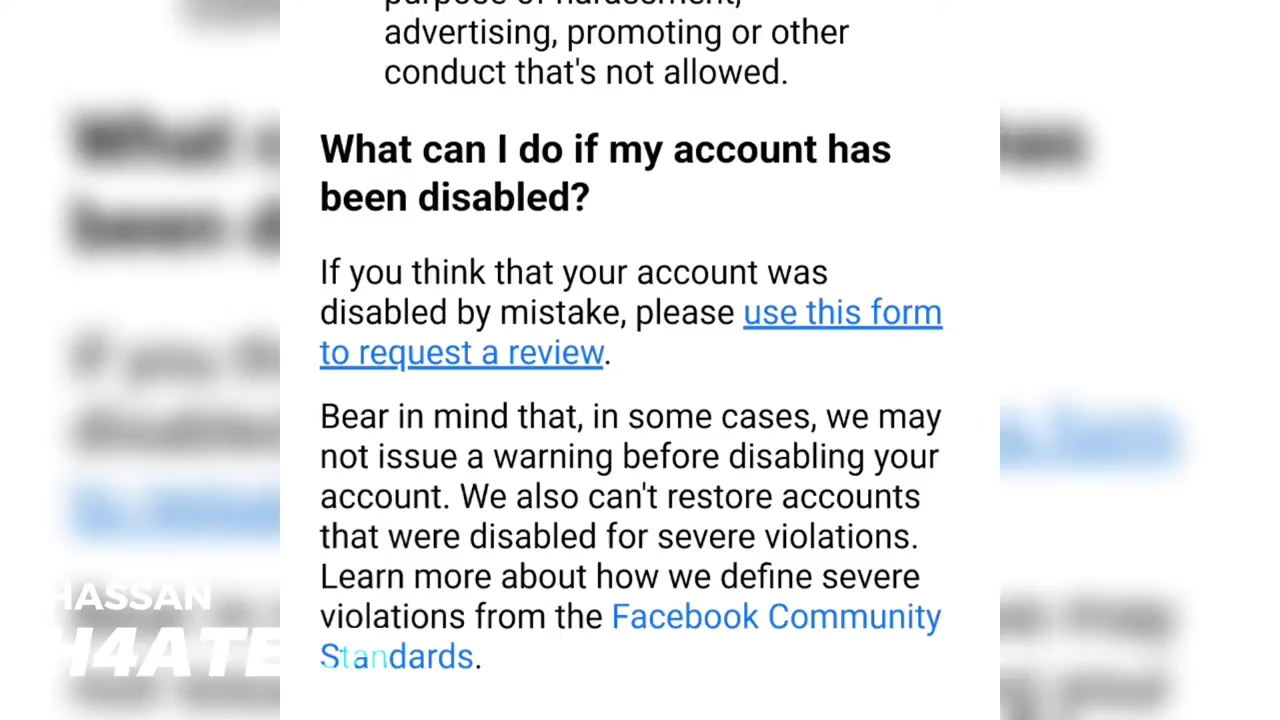 advertising, promoting or other
conduct that's not allowed.
What can I do if my account has
been disabled?
If you think that your account was
disabled by mistake, please use this form
to request a review.
Bear in mind that, in some cases, we may
not issue a warning before disabling your
account. We also can't restore accounts
that were disabled for severe violations.
Learn more about how we define severe
violations from the Facebook Community
Standards.
HASSAN